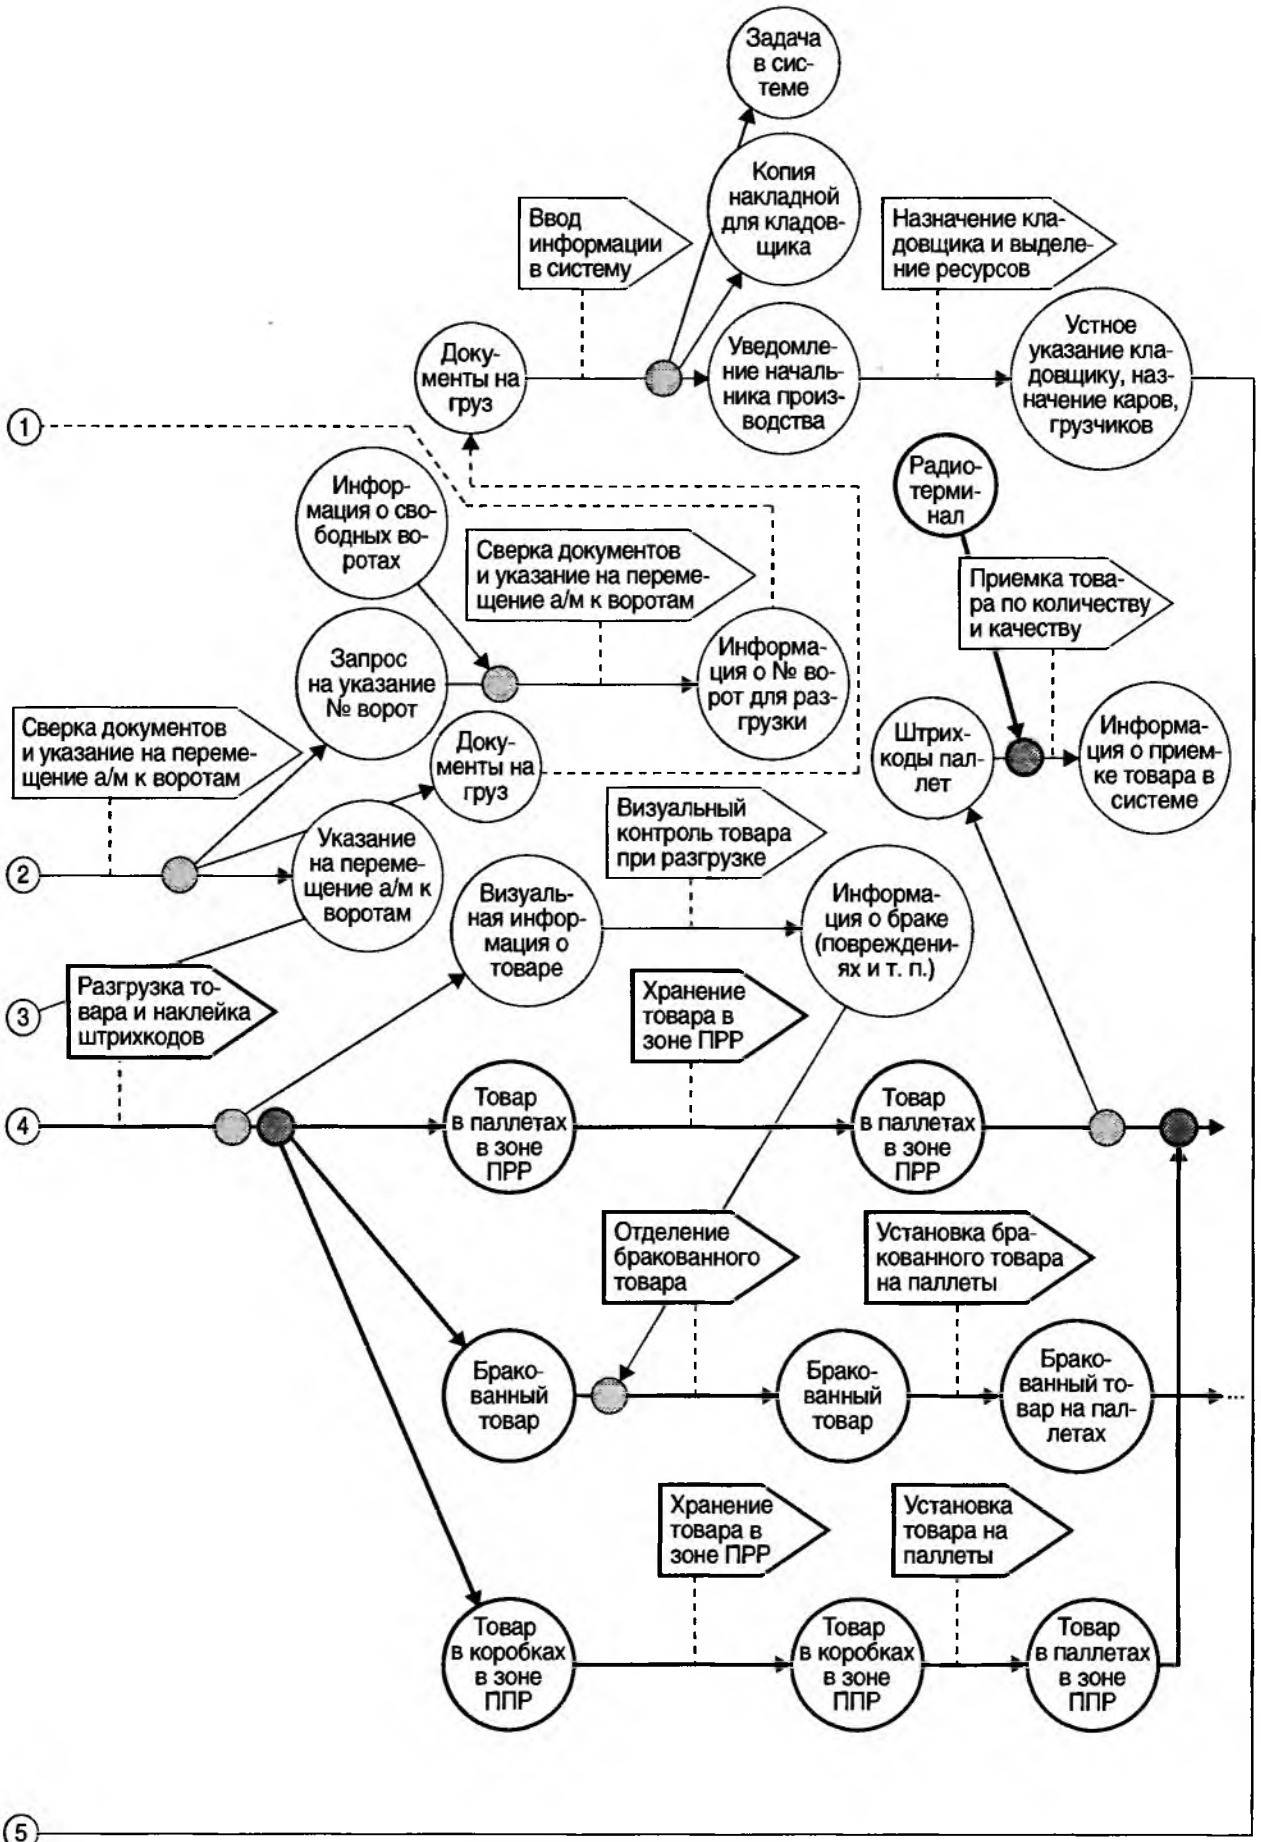 Задача
в сис-
теме
Копия
накладной
для кладов-
щика
Ввод
информации
в систему
Назначение кла-
довщика и выделе-
ние ресурсов
Доку-
менты на
груз
Уведомле-
ние началь-
ника произ-
водства
Устное
указание кла-
довщику, наз-
начение каров,
грузчиков
1
Инфор-
мация о сво-
бодных во-
ротах
Радио-
терми-
нал
Сверка документов
и указание на переме-
щение а/м к воротам
Приемка това-
ра по количеству
и качеству
Запрос
на указание
№ ворот
Информа-
ция о № во-
рот для раз-
грузки
Сверка документов
и указание на переме-
щение а/м к воротам
Доку-
менты на
груз
Штрих-
коды пал-
лет
Информа-
ция о прием-
ке товара в
системе
Визуальный
контроль товара
при разгрузке
2
Указание
на переме-
щение а/м к
воротам
Визуаль-
ная инфор-
мация о
товаре
Информа-
ция о браке
(повреждени-
ях и т. п.)
3
Разгрузка то-
вара и наклейка
штрихкодов
Хранение
товара в
зоне ПРР
4
Товар
в паллетах
в зоне
ПРР
Товар
в паллетах
в зоне
ПРР
Отделение
бракованного
товара
Установка бра-
кованного товара
на паллеты
Брако-
ванный
товар
Брако-
ванный
товар
Брако-
ванный то-
вар на пал-
летах
...
Хранение
товара в
зоне ПРР
Установка
товара на
паллеты
Товар
в коробках
в зоне
ППР
Товар
в коробках
в зоне
ППР
Товар
в паллетах
в зоне
ППР
5